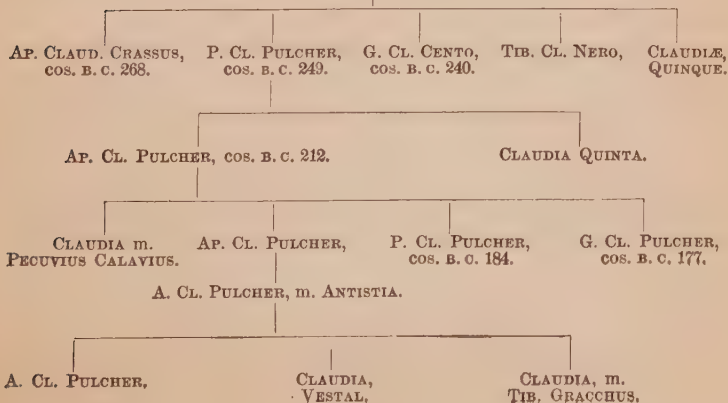 AP. CLAUD. CRASSUS, P. CL. PULCHER, G. CL. CENTO, TIB. CL. NERO, CLAUDIÆ,
COS. B. C. 268. COS. B. C. 249. COS. B. C. 240. QUINQUE.
AP. CL. PULCHER, COS. B. C. 212. CLAUDIA QUINTA.
CLAUDIA m. AP. CL. PULCHER, P. CL. PULCHER, G. CL. PULCHER,
PECUVIUS CALAVIUS. COS. B. C. 184. COS. B. C. 177.
A. CL. PULCHER, m. ANTISTIA.
A. CL. PULCHER, CLAUDIA, CLAUDIA, m.
VESTAL, TIB. GRACCHUS,